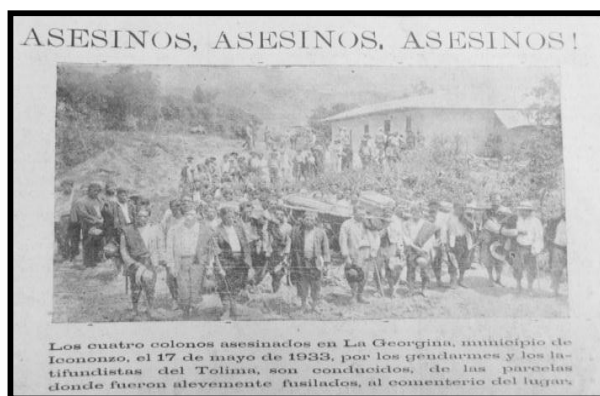 ASESINOS, ASESINOS, ASESINOS!
Los cuatro colonos asesinados en La Georgina, municipio de
Icononzo, el 17 de mayo de 1933, por los gendarmes y los la-
tifundistas del Tolima, son conducidos, de las parcelas
donde fueron alevemente fusilados, al comenterio del lugar.